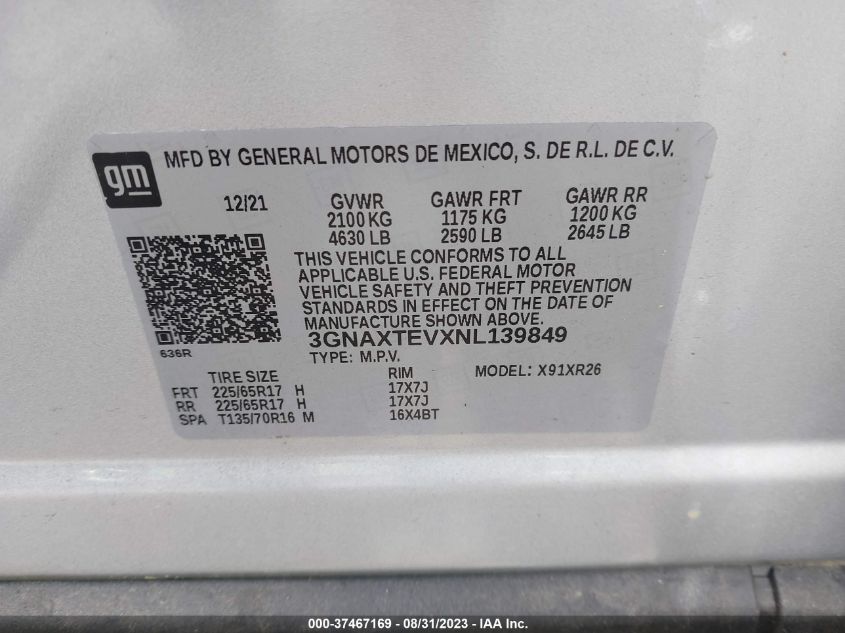 gm
MFD BY GENERAL MOTORS DE MEXICO, S. DE R.L. DE C.V.
12/21 GVWR GAWR FRT GAWR RR
2100 KG 1175 KG 1200 KG
4630 LB 2590 LB 2645 LB
THIS VEHICLE CONFORMS TO ALL
APPLICABLE U.S. FEDERAL MOTOR
VEHICLE SAFETY AND THEFT PREVENTION
STANDARDS IN EFFECT ON THE DATE OF
MANUFACTURE SHOWN ABOVE.
3GNAXTEVXNL139849
636R
TYPE: M.P.V.
TIRE SIZE RIM MODEL: X91XR26
FRT 225/65R17 H 17X7J
RR 225/65R17 H 17X7J
SPA T135/70R16 M 16X4BT
000-37467169 - 08/31/2023 - IAA Inc.